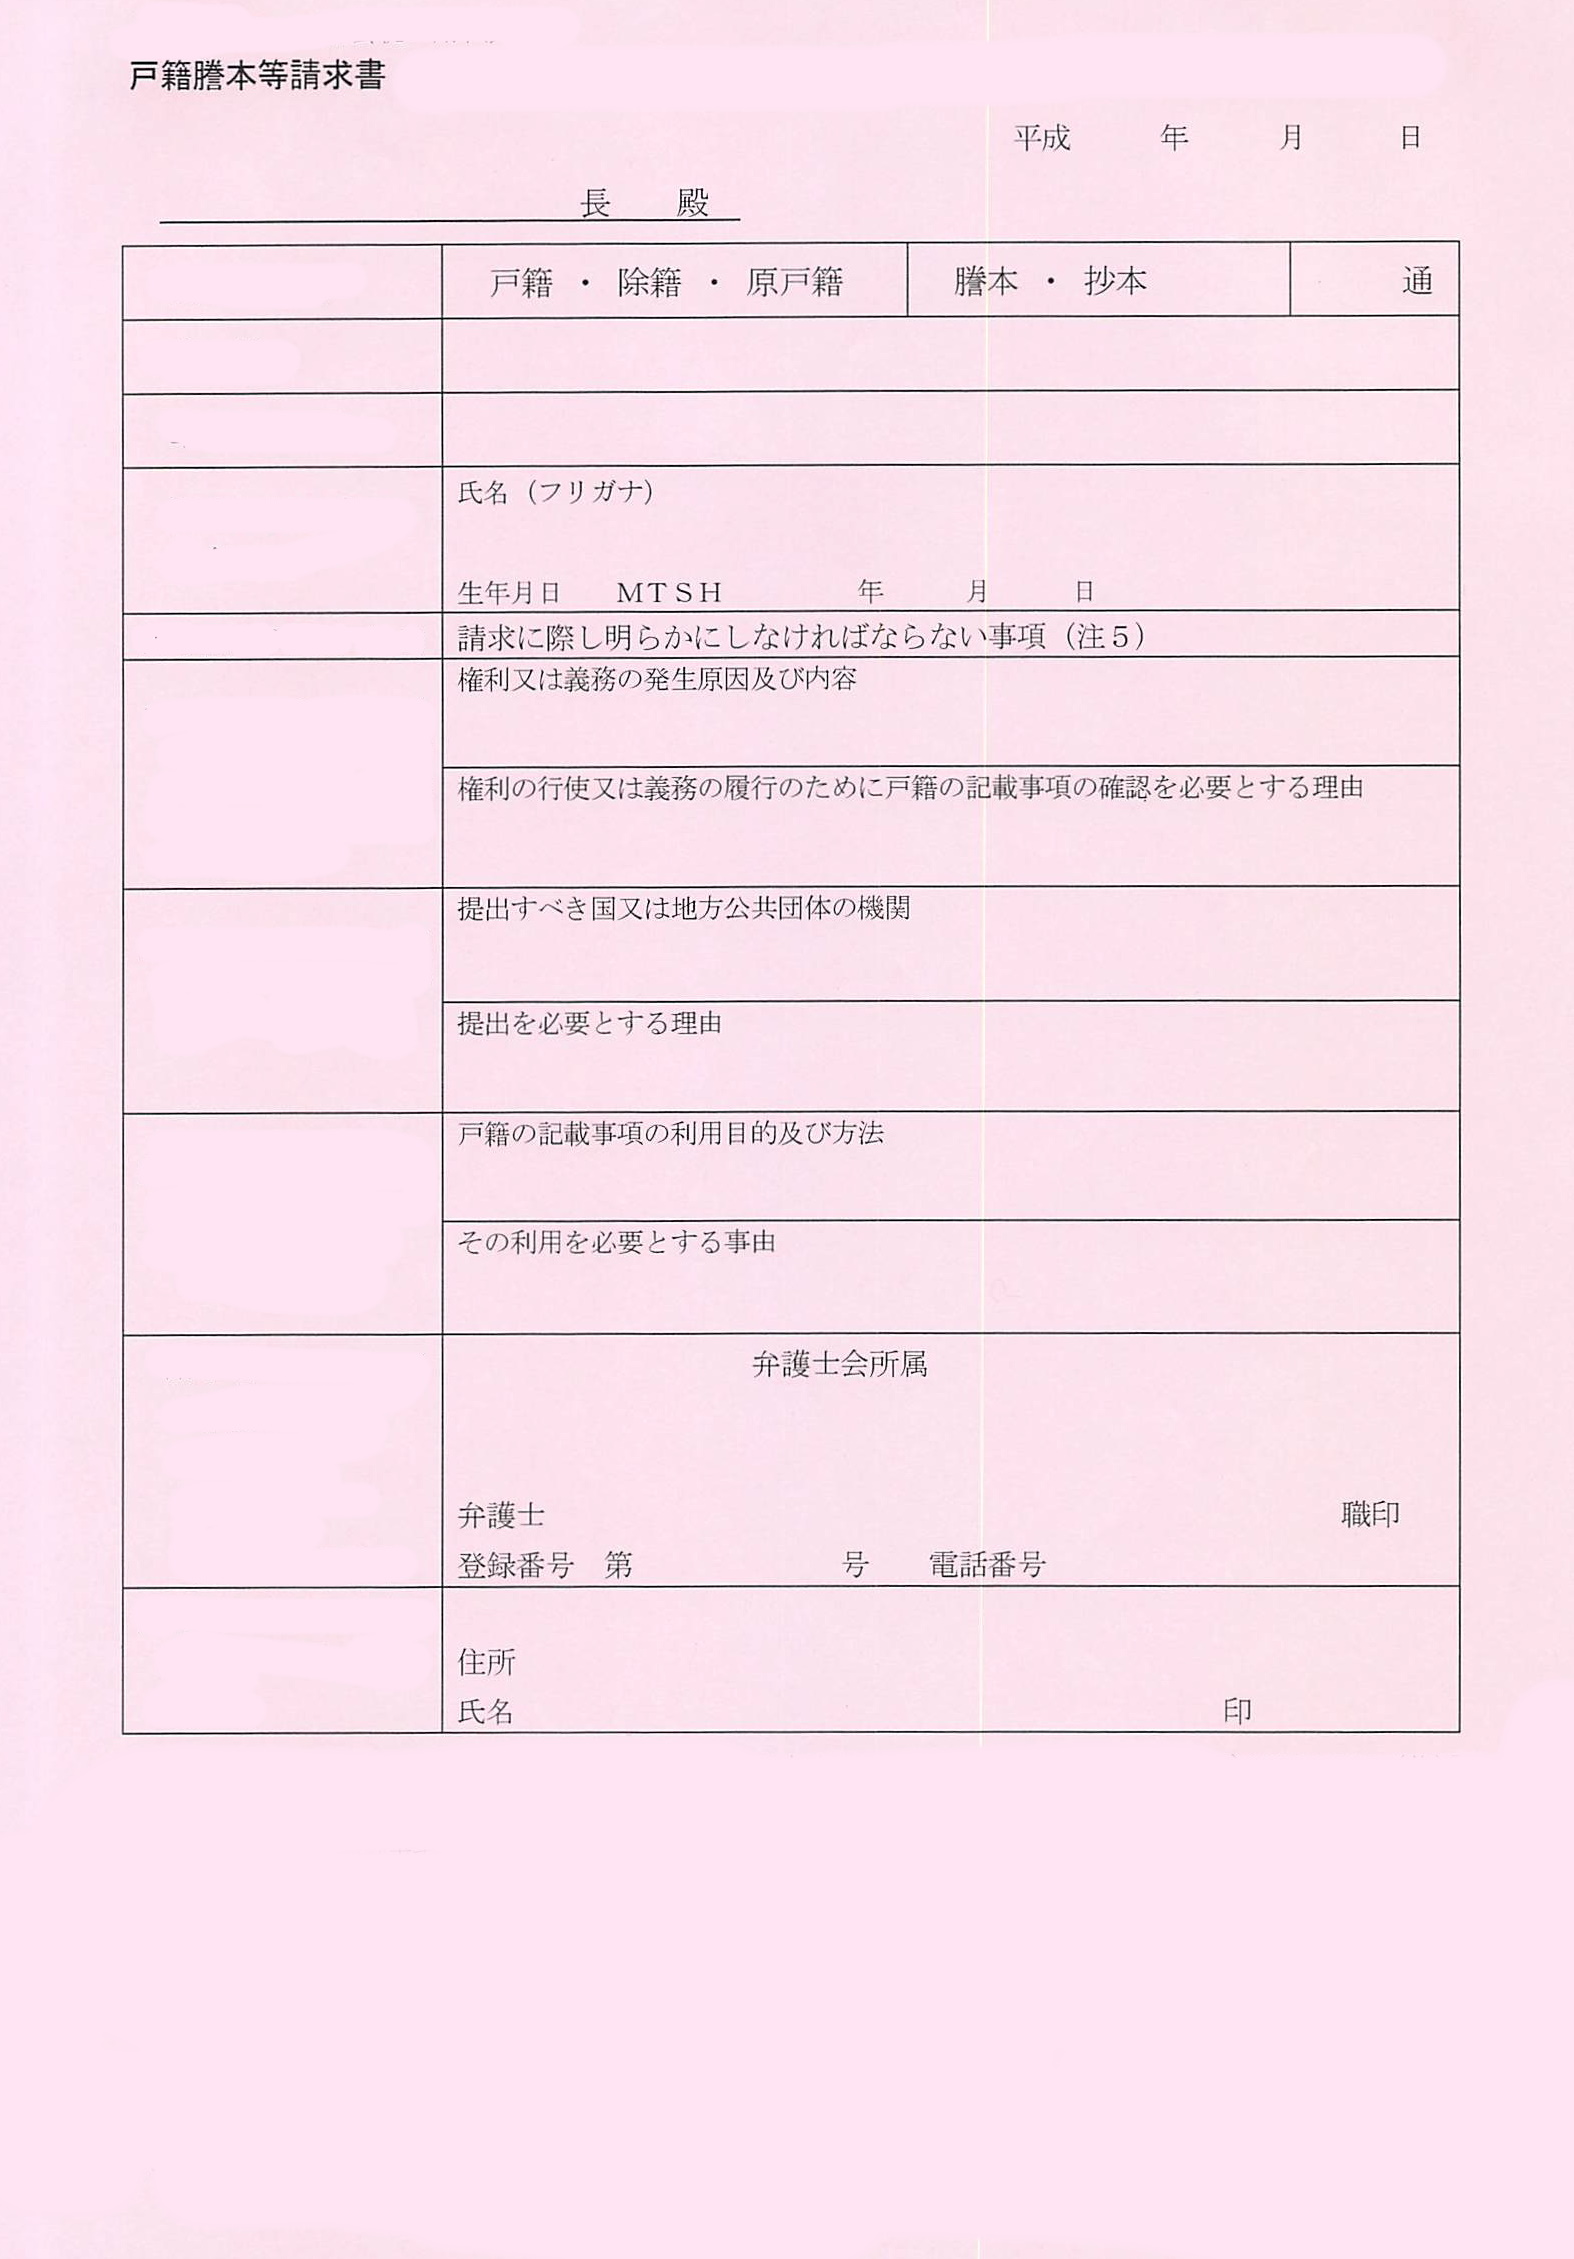 戸籍謄本等請求書
平成　年　月　日
長　殿
戸籍 ・ 除籍 ・ 原戸籍　謄本 ・ 抄本　通
氏名（フリガナ）
生年月日　ＭＴＳＨ　年　月　日
請求に際し明らかにしなければならない事項（注５）
権利又は義務の発生原因及び内容
権利の行使又は義務の履行のために戸籍の記載事項の確認を必要とする理由
提出すべき国又は地方公共団体の機関
提出を必要とする理由
戸籍の記載事項の利用目的及び方法
その利用を必要とする事由
弁護士会所属
弁護士　職印
登録番号　第　号　電話番号
住所
氏名　印